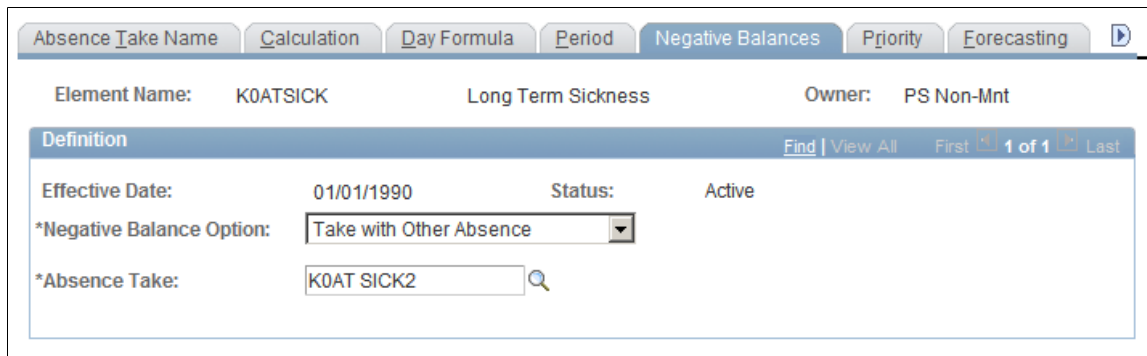 Absence Take Name Calculation Day Formula Period Negative Balances Priority Forecasting
Element Name: K0ATSICK Long Term Sickness Owner: PS Non-Mnt
Definition Find | View All First 1 of 1 Last
Effective Date: 01/01/1990 Status: Active
*Negative Balance Option: Take with Other Absence
*Absence Take: K0AT SICK2